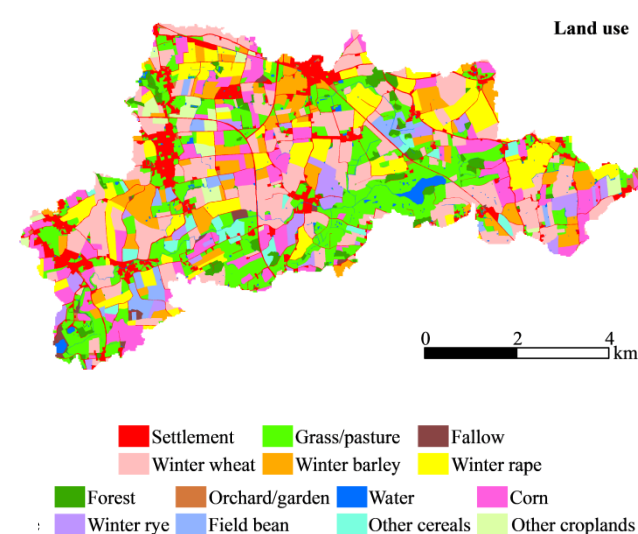 Land use
0 2 4
km
Settlement Grass/pasture Fallow
Winter wheat Winter barley Winter rape
Forest Orchard/garden Water Corn
Winter rye Field bean Other cereals Other croplands